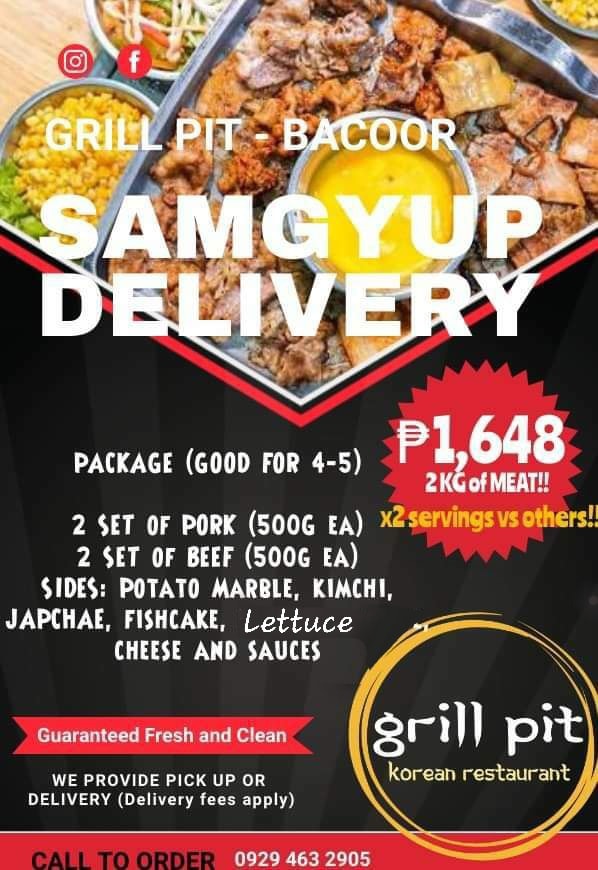 GRILL PIT - BACOOR
SAMGYUP
DELIVERY
₱1,648
2 KG of MEAT!!
x2 servings vs others!!
PACKAGE (GOOD FOR 4-5)
2 SET OF PORK (500G EA)
2 SET OF BEEF (500G EA)
SIDES: POTATO MARBLE, KIMCHI,
JAPCHAE, FISHCAKE, Lettuce
CHEESE AND SAUCES
Guaranteed Fresh and Clean
WE PROVIDE PICK UP OR
DELIVERY (Delivery fees apply)
grill pit
korean restaurant
CALL TO ORDER 0929 463 2905